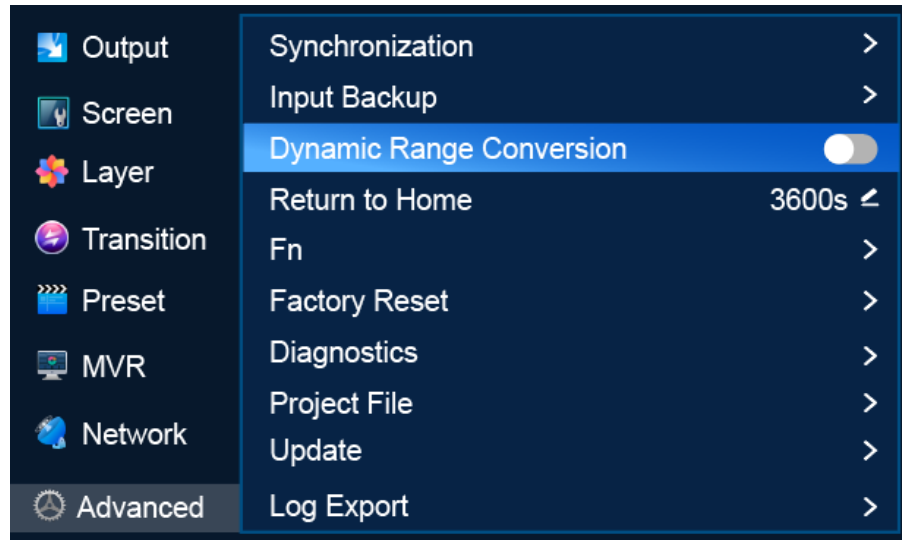 Output
Screen
Layer
Transition
Preset
MVR
Network
Advanced
Synchronization
Input Backup
Dynamic Range Conversion
Return to Home 3600s
Fn
Factory Reset
Diagnostics
Project File
Update
Log Export